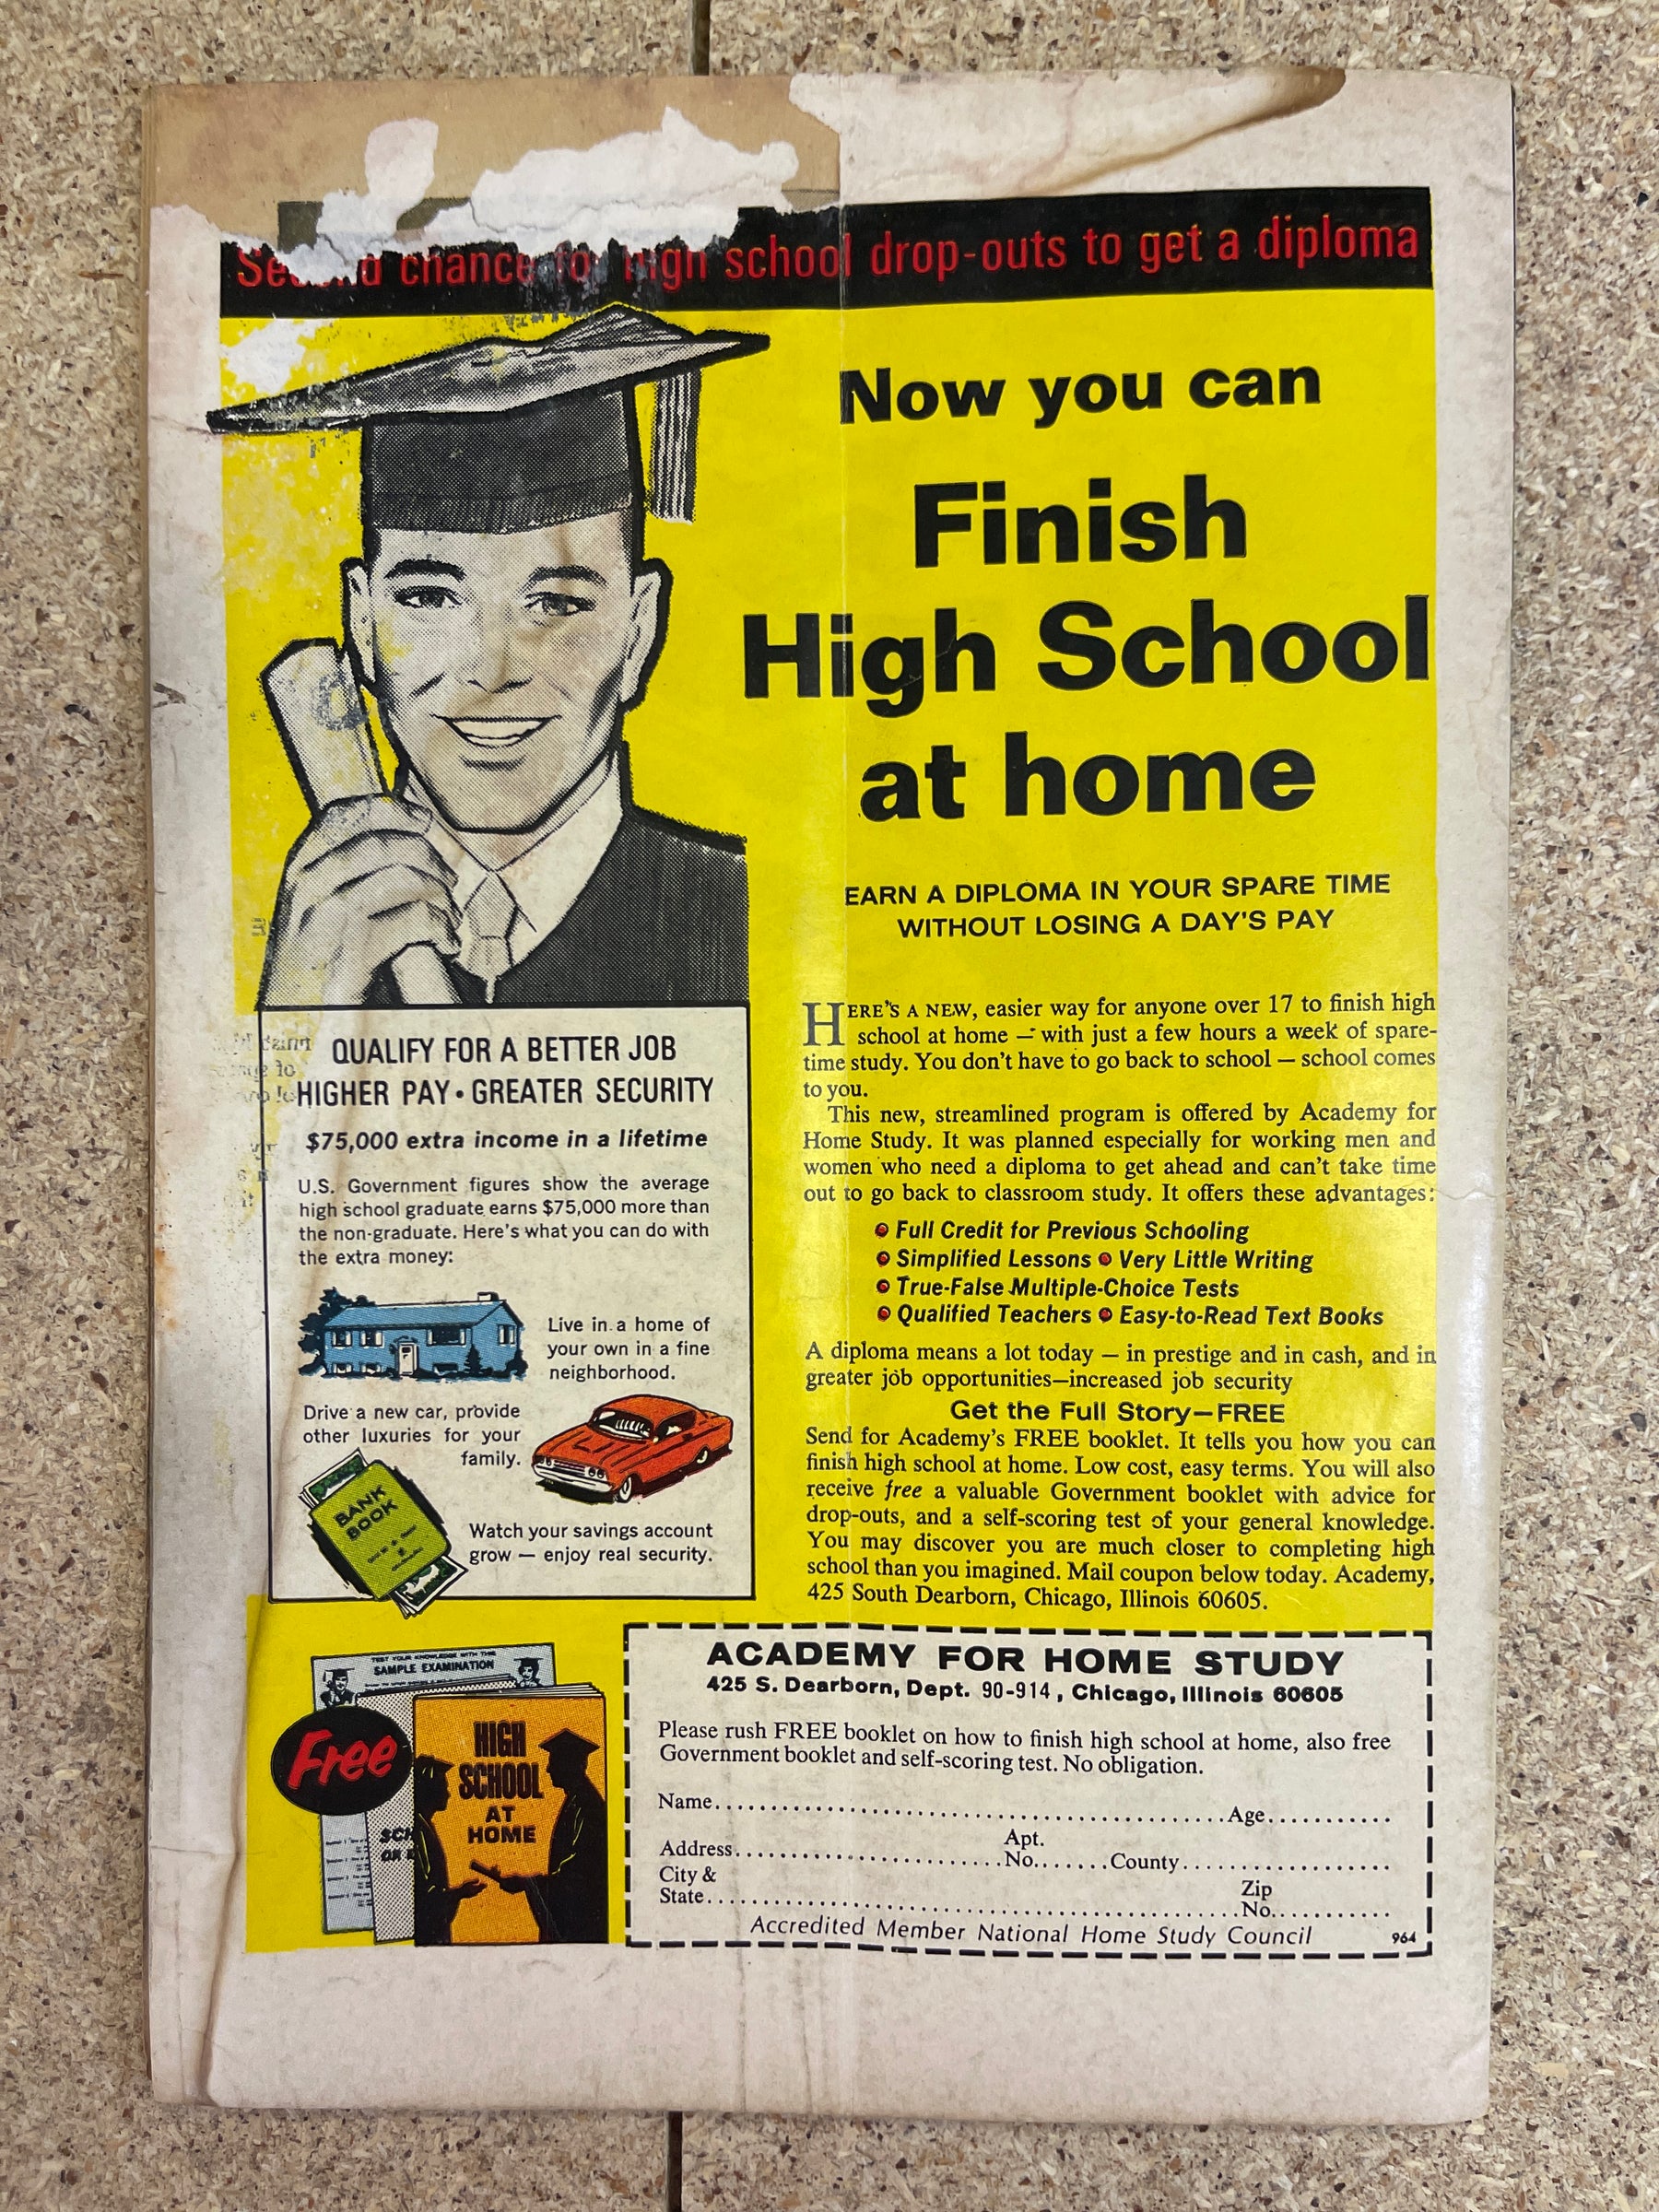 Second chance for high school drop-outs to get a diploma
Now you can
Finish
High School
at home
EARN A DIPLOMA IN YOUR SPARE TIME
WITHOUT LOSING A DAY'S PAY
QUALIFY FOR A BETTER JOB
HIGHER PAY • GREATER SECURITY
$75,000 extra income in a lifetime
U.S. Government figures show the average
high school graduate earns $75,000 more than
the non-graduate. Here's what you can do with
the extra money:
Live in a home of
your own in a fine
neighborhood.
Drive a new car, provide
other luxuries for your
family.
BANK
BOOK
Watch your savings account
grow — enjoy real security.
HERE'S A NEW, easier way for anyone over 17 to finish high
school at home — with just a few hours a week of spare-
time study. You don't have to go back to school — school comes
to you.
This new, streamlined program is offered by Academy for
Home Study. It was planned especially for working men and
women who need a diploma to get ahead and can't take time
out to go back to classroom study. It offers these advantages:
• Full Credit for Previous Schooling
• Simplified Lessons • Very Little Writing
• True-False Multiple-Choice Tests
• Qualified Teachers • Easy-to-Read Text Books
A diploma means a lot today — in prestige and in cash, and in
greater job opportunities—increased job security
Get the Full Story—FREE
Send for Academy's FREE booklet. It tells you how you can
finish high school at home. Low cost, easy terms. You will also
receive free a valuable Government booklet with advice for
drop-outs, and a self-scoring test of your general knowledge.
You may discover you are much closer to completing high
school than you imagined. Mail coupon below today. Academy,
425 South Dearborn, Chicago, Illinois 60605.
TEST YOUR KNOWLEDGE WITH THIS
SAMPLE EXAMINATION
Free
HIGH
SCHOOL
AT
HOME
SCH
OR
ACADEMY FOR HOME STUDY
425 S. Dearborn, Dept. 90-914, Chicago, Illinois 60605
Please rush FREE booklet on how to finish high school at home, also free
Government booklet and self-scoring test. No obligation.
Name........................................Age..........
Address....................Apt. No.......County..............
City &
State........................................Zip No..........
Accredited Member National Home Study Council 964